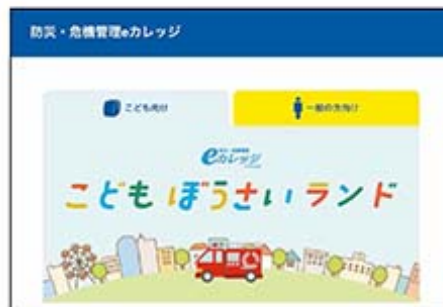 防災・危機管理eカレッジ
こども向け
一般の方向け
eカレッジ
こども ぼうさい ランド